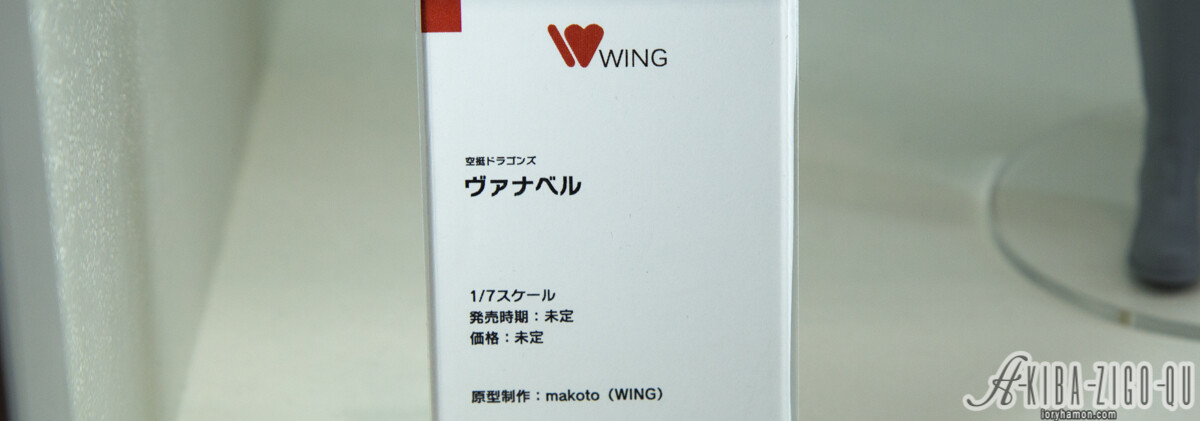 WING
空挺ドラゴンズ
ヴァナベル
1/7スケール
発売時期：未定
価格：未定
原型制作：makoto（WING）
A-KIBA-ZIGO-QU
loryhamon.com